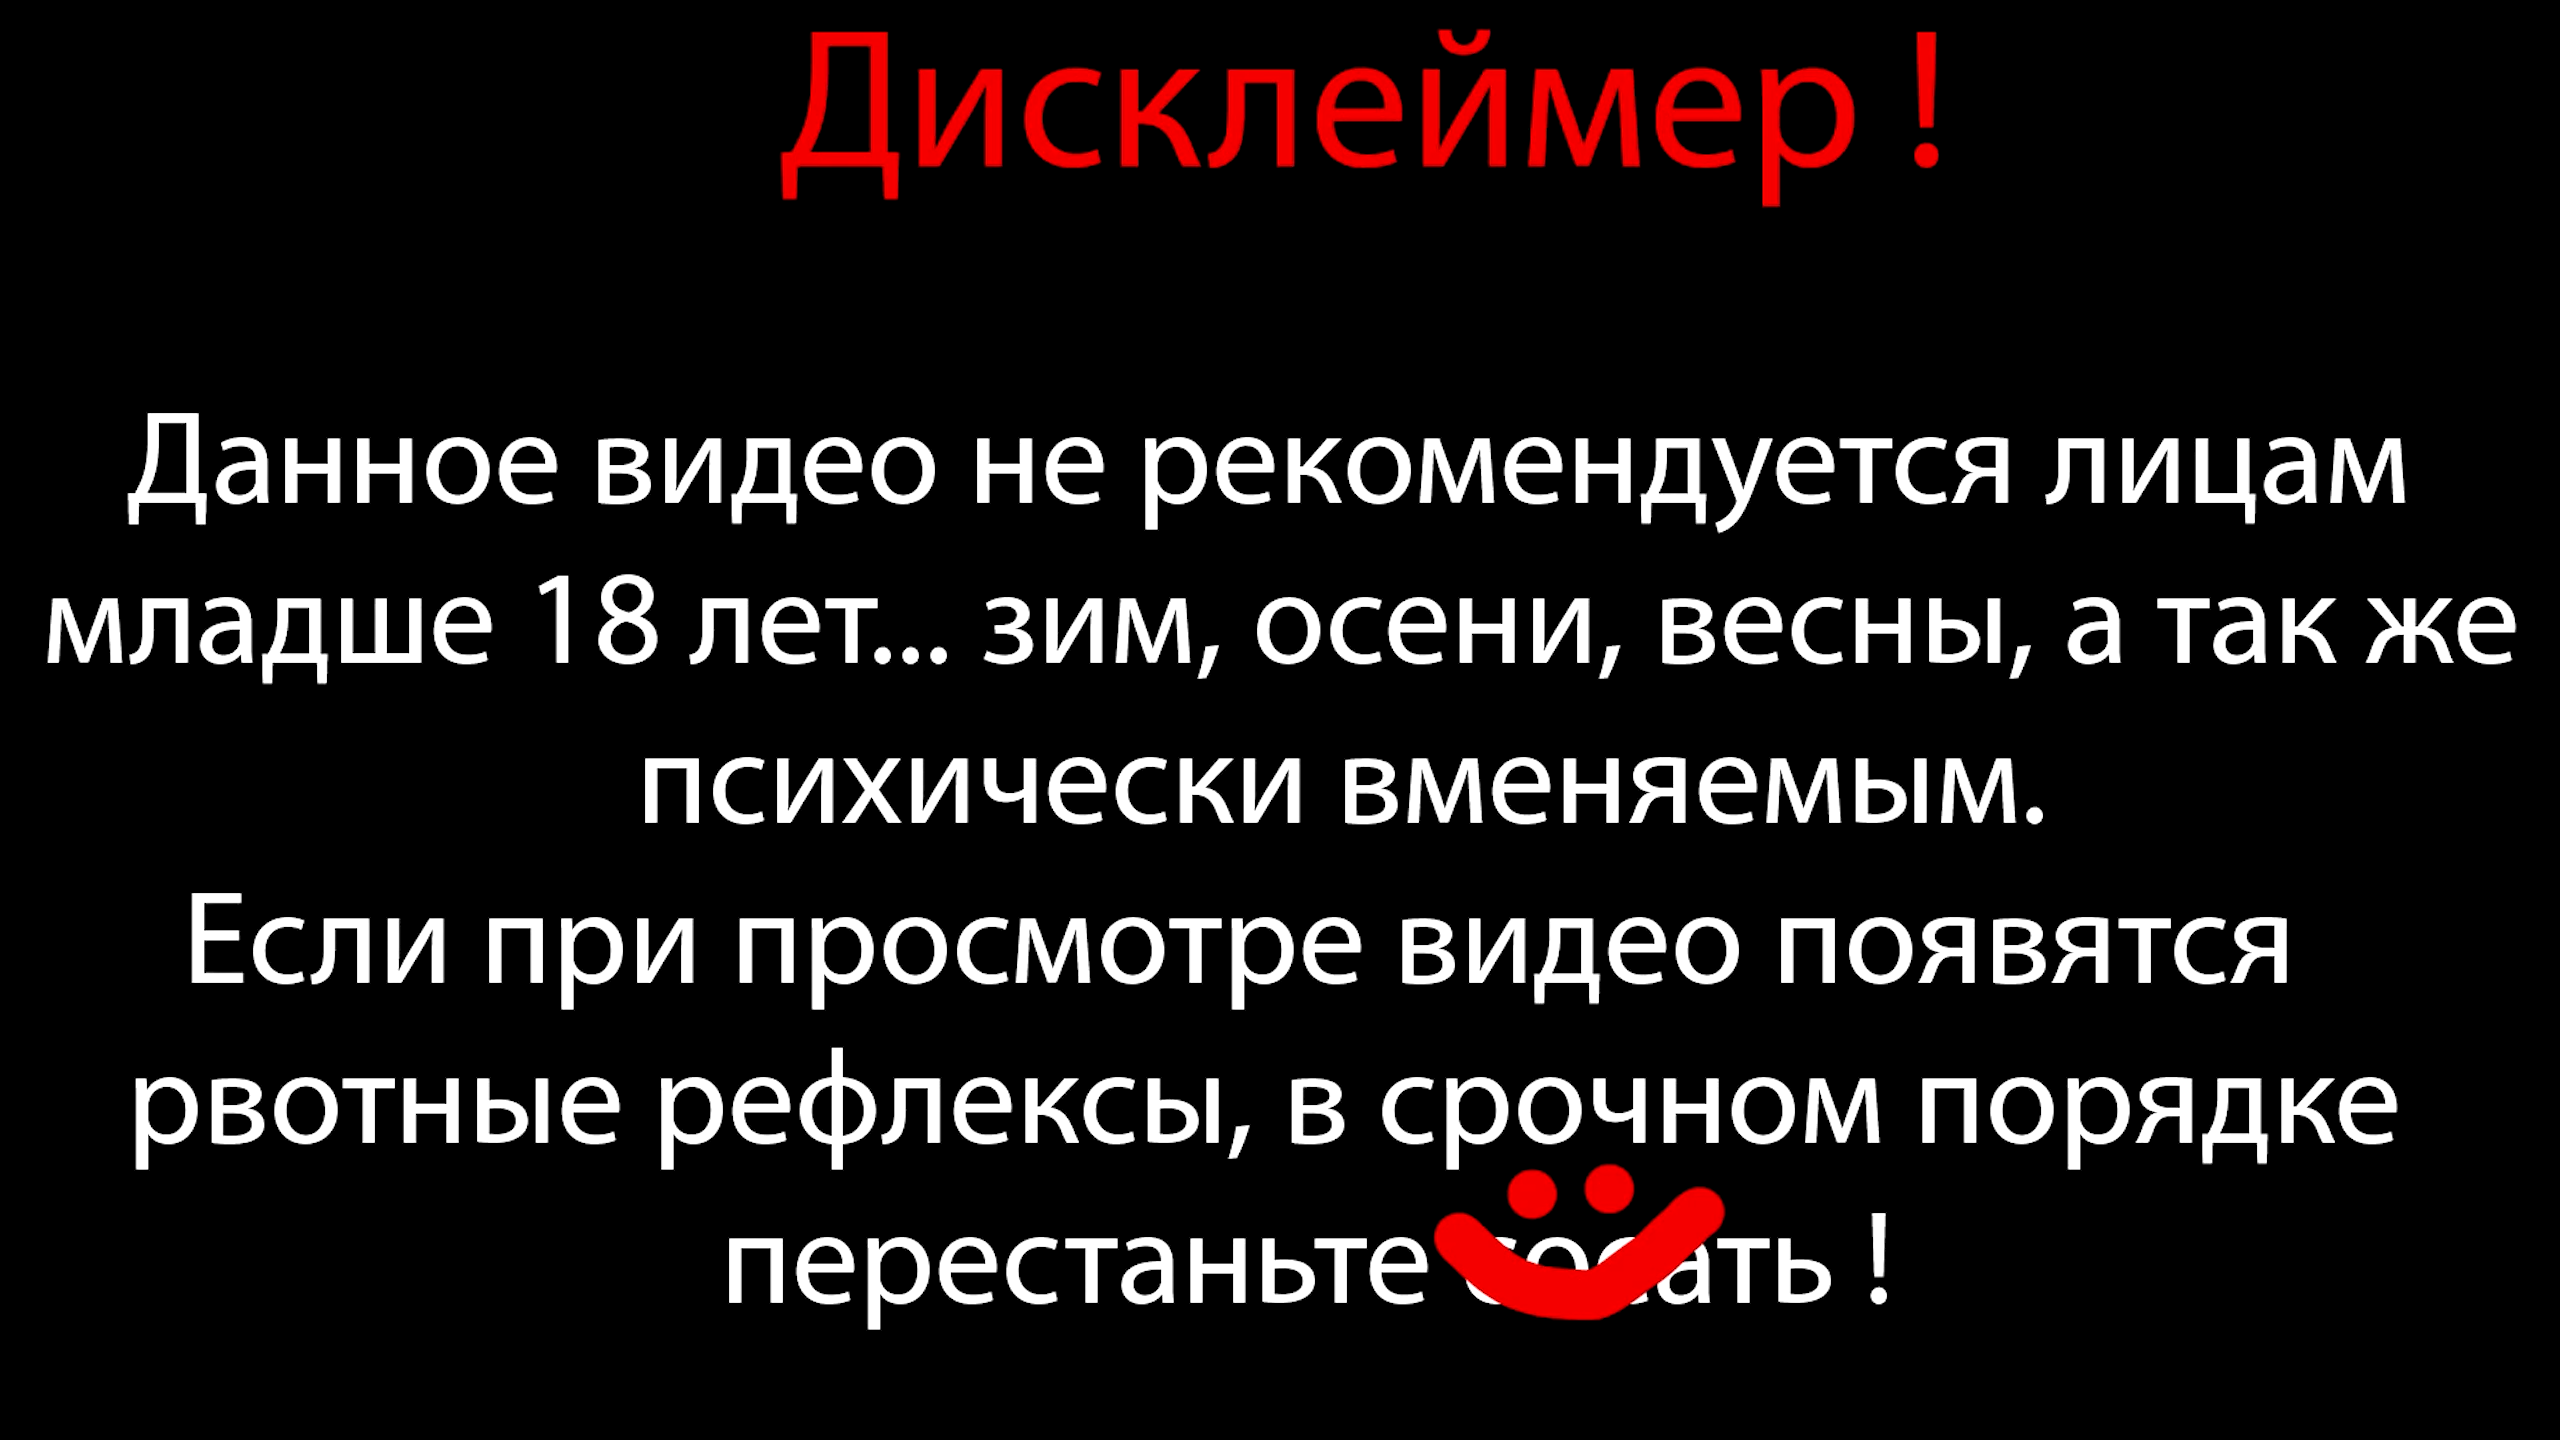 Дисклеймер !
Данное видео не рекомендуется лицам
младше 18 лет... зим, осени, весны, а так же
психически вменяемым.
Если при просмотре видео появятся
рвотные рефлексы, в срочном порядке
перестаньте сосать !